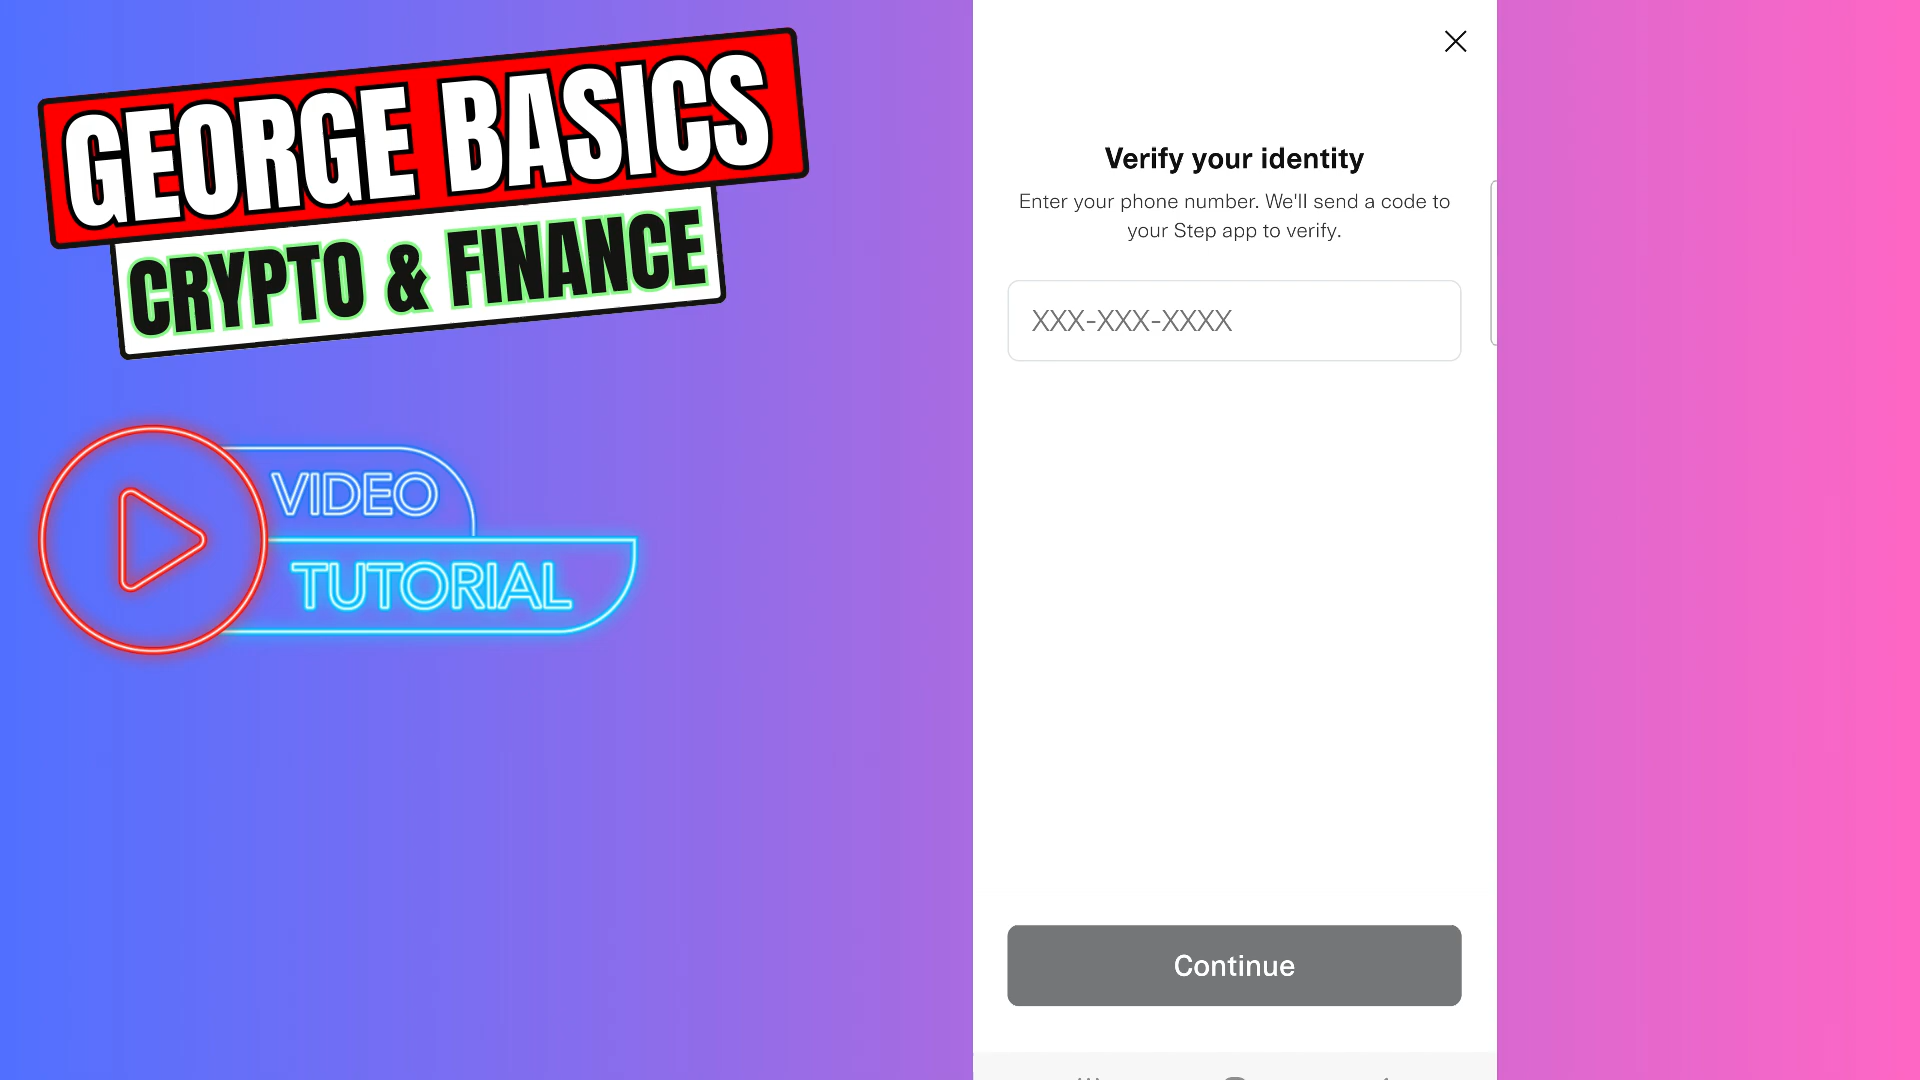 GEORGE BASICS
CRYPTO & FINANCE
VIDEO
TUTORIAL
Verify your identity
Enter your phone number. We'll send a code to
your Step app to verify.
XXX-XXX-XXXX
Continue